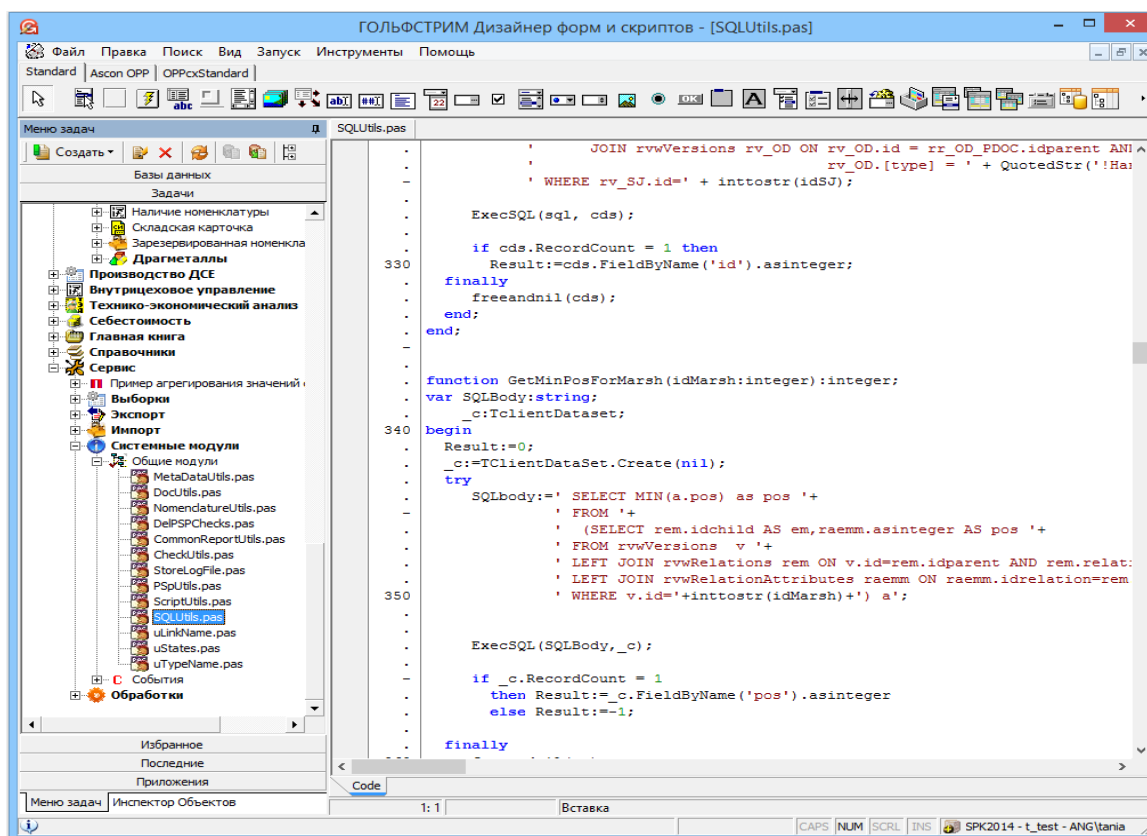 ГОЛЬФСТРИМ Дизайнер форм и скриптов - [SQLUtils.pas]
Файл Правка Поиск Вид Запуск Инструменты Помощь
Standard Ascon OPP OPPcxStandard
Меню задач
Создать
Базы данных
Задачи
Наличие номенклатуры
Складская карточка
Зарезервированная номенкла
Драгметаллы
Производство ДСЕ
Внутрицеховое управление
Технико-экономический анализ
Себестоимость
Главная книга
Справочники
Сервис
Пример агрегирования значений
Выборки
Экспорт
Импорт
Системные модули
Общие модули
MetaDataUtils.pas
DocUtils.pas
NomenclatureUtils.pas
DelPSPChecks.pas
CommonReportUtils.pas
CheckUtils.pas
StoreLogFile.pas
PSpUtils.pas
ScriptUtils.pas
SQLUtils.pas
uLinkName.pas
uStates.pas
uTypeName.pas
События
Обработки
Избранное
Последние
Приложения
Меню задач Инспектор Объектов
SQLUtils.pas
' JOIN rvwVersions rv_OD ON rv_OD.id = rr_OD_PDOC.idparent AN
' rv_OD.[type] = ' + QuotedStr('!Наи
' WHERE rv_SJ.id=' + inttostr(idSJ);
ExecSQL(sql, cds);
if cds.RecordCount = 1 then
330 Result:=cds.FieldByName('id').asinteger;
finally
freeandnil(cds);
end;
end;
function GetMinPosForMarsh(idMarsh:integer):integer;
var SQLBody:string;
_c:TclientDataset;
340 begin
Result:=0;
_c:=TClientDataSet.Create(nil);
try
SQLbody:=' SELECT MIN(a.pos) as pos '+
' FROM '+
' (SELECT rem.idchild AS em,raemm.asinteger AS pos '+
' FROM rvwVersions v '+
' LEFT JOIN rvwRelations rem ON v.id=rem.idparent AND rem.relati
' LEFT JOIN rvwRelationAttributes raemm ON raemm.idrelation=rem
350 ' WHERE v.id='+inttostr(idMarsh)+') a';
ExecSQL(SQLBody,_c);
if _c.RecordCount = 1
then Result:=_c.FieldByName('pos').asinteger
else Result:=-1;
finally
Code
1: 1 Вставка
CAPS NUM SCRL INS SPK2014 - t_test - ANG\tania